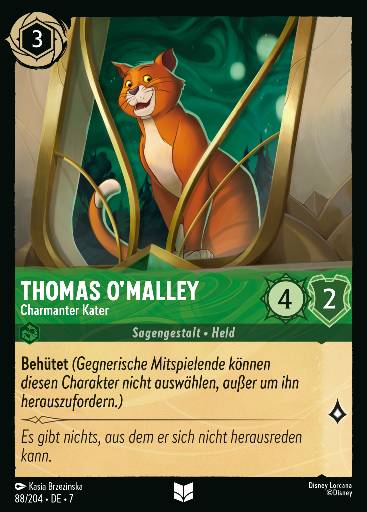 3
THOMAS O'MALLEY
Charmanter Kater
4
2
Sagengestalt • Held
Behütet (Gegnerische Mitspielende können
diesen Charakter nicht auswählen, außer um ihn
herauszufordern.)
Es gibt nichts, aus dem er sich nicht herausreden
kann.
Kasia Brzezinska
88/204 • DE • 7
Disney Lorcana
©Disney